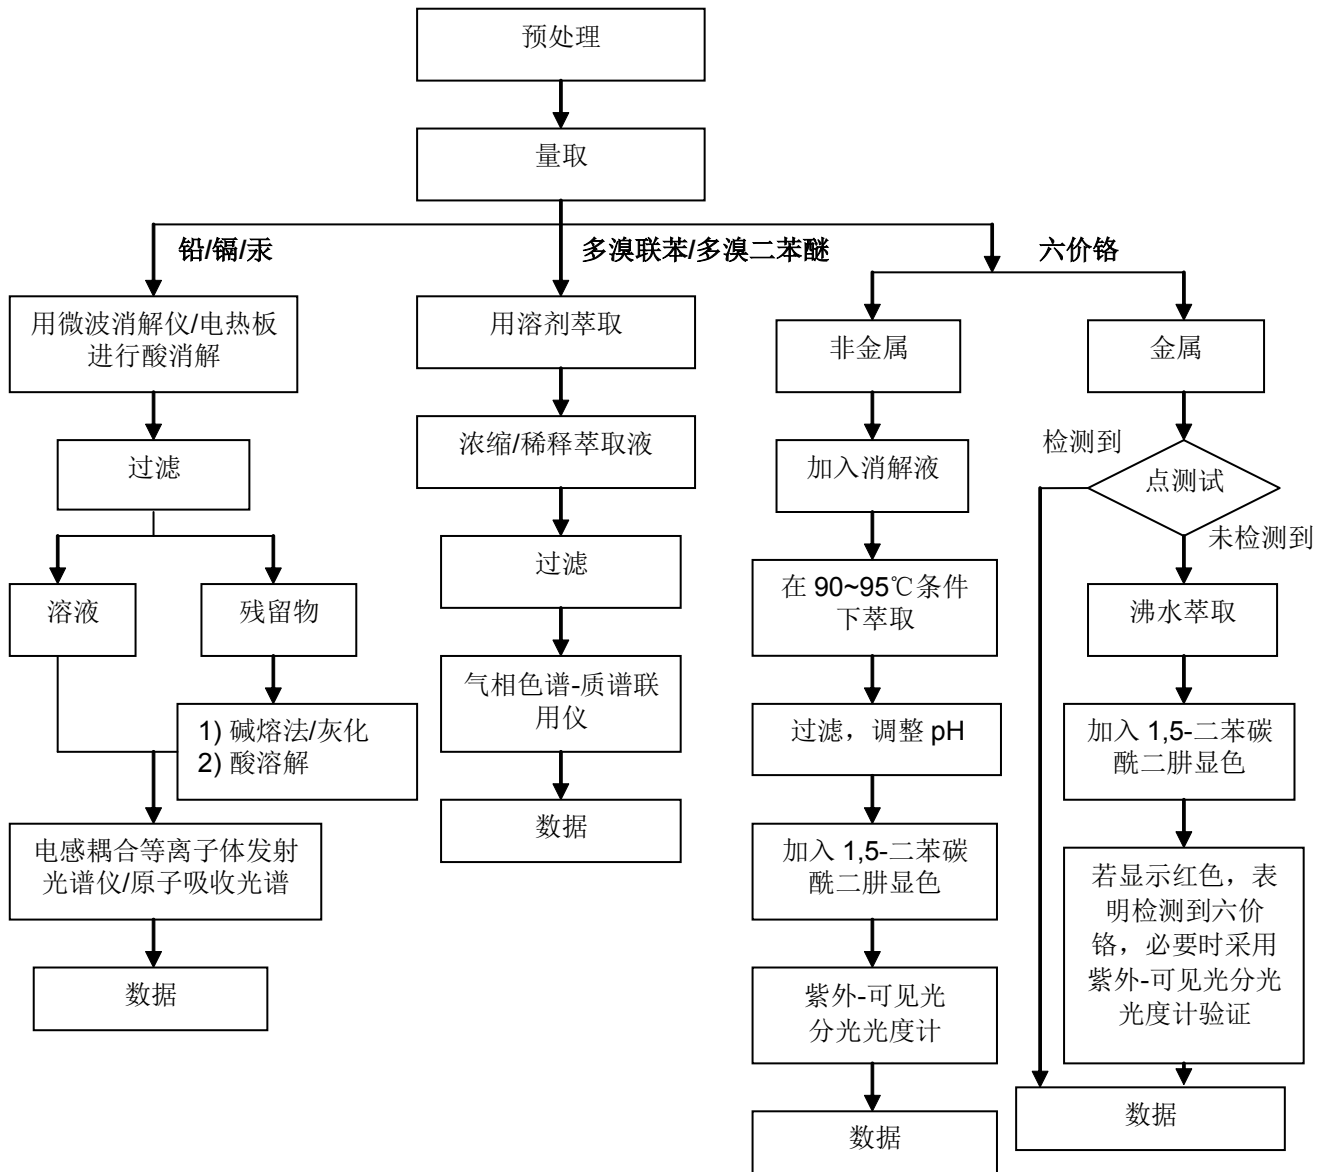 预处理
量取
铅/镉/汞
多溴联苯/多溴二苯醚
六价铬
用微波消解仪/电热板
进行酸消解
过滤
溶液
残留物
1) 碱熔法/灰化
2) 酸溶解
电感耦合等离子体发射
光谱仪/原子吸收光谱
数据
用溶剂萃取
浓缩/稀释萃取液
过滤
气相色谱-质谱联
用仪
数据
非金属
加入消解液
在 90~95℃条件
下萃取
过滤，调整 pH
加入 1,5-二苯碳
酰二肼显色
紫外-可见光
分光光度计
数据
金属
检测到
点测试
未检测到
沸水萃取
加入 1,5-二苯碳
酰二肼显色
若显示红色，表
明检测到六价
铬，必要时采用
紫外-可见光分光
光度计验证
数据